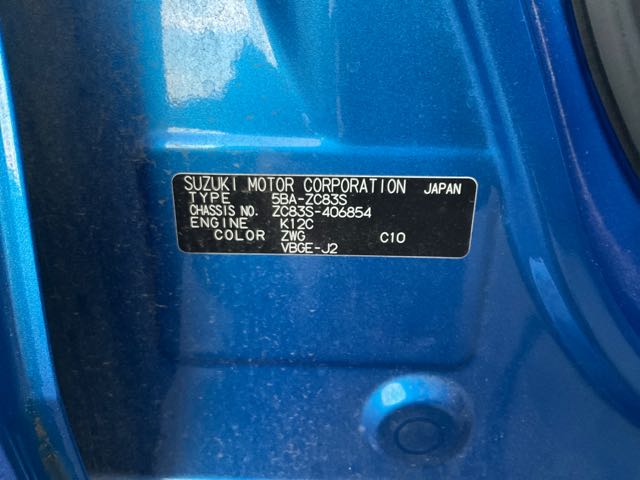 SUZUKI MOTOR CORPORATION JAPAN
TYPE 5BA-ZC83S
CHASSIS NO. ZC83S-406854
ENGINE K12C
COLOR ZWG C10
VBGE-J2